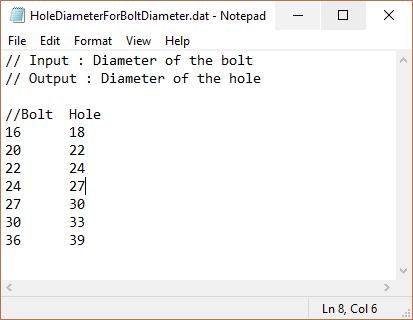 HoleDiameterForBoltDiameter.dat - Notepad
File Edit Format View Help
// Input : Diameter of the bolt
// Output : Diameter of the hole
//Bolt Hole
16 18
20 22
22 24
24 27
27 30
30 33
36 39
Ln 8, Col 6